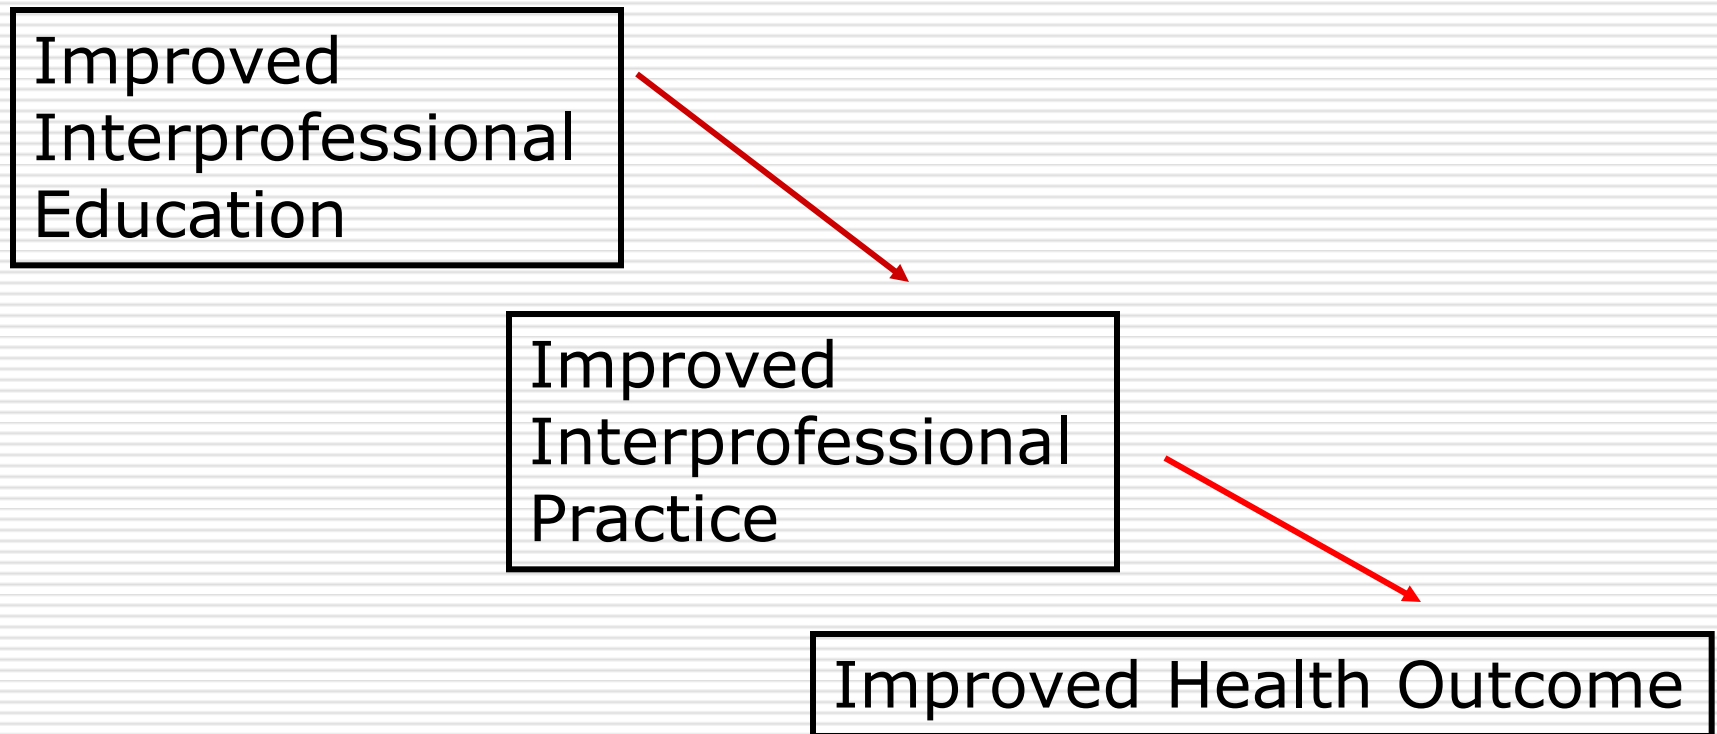 Improved
Interprofessional
Education
Improved
Interprofessional
Practice
Improved Health Outcome